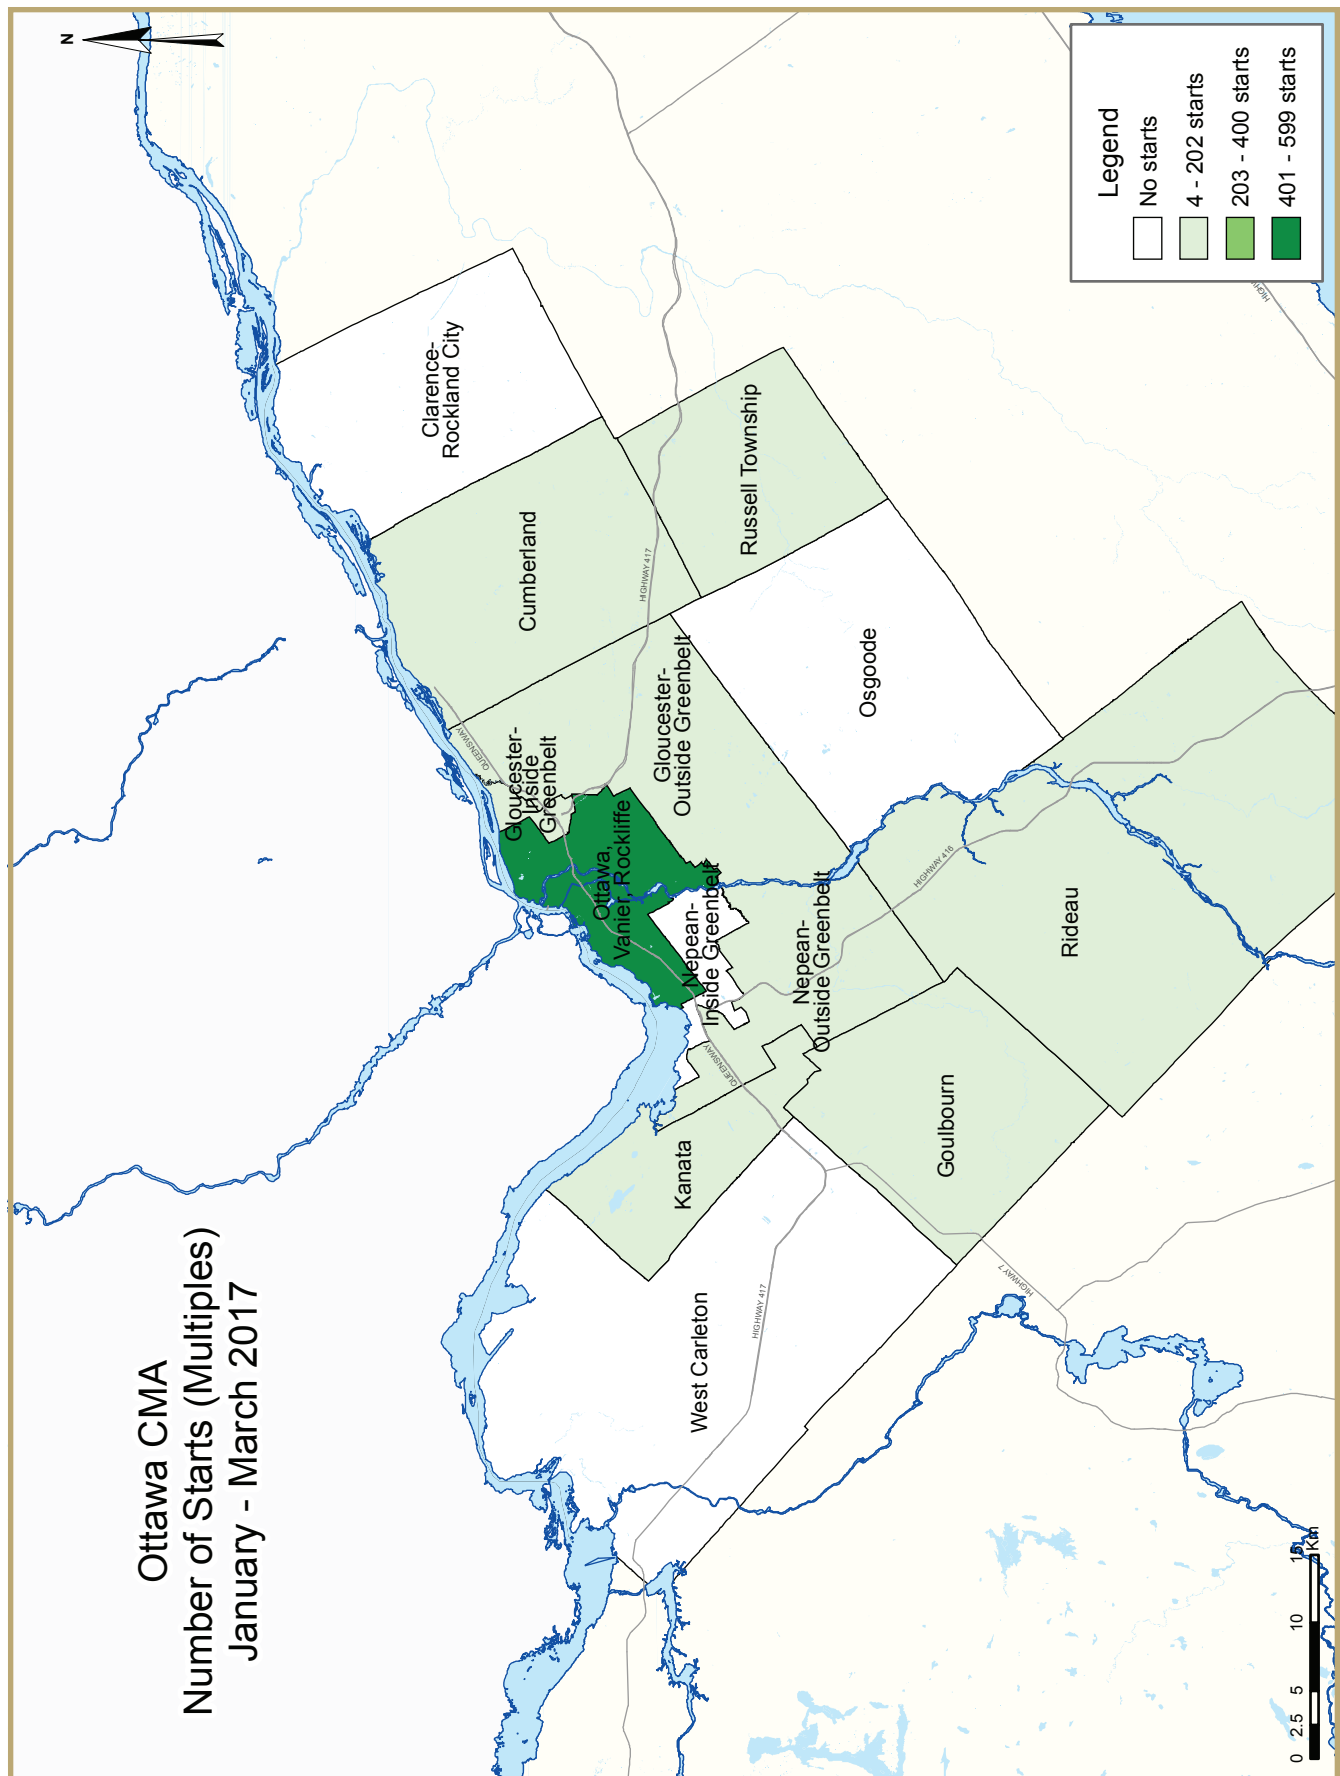 Ottawa CMA
Number of Starts (Multiples)
January - March 2017
N
Legend
No starts
4 - 202 starts
203 - 400 starts
401 - 599 starts
Clarence-
Rockland City
Cumberland
Russell Township
HIGHWAY 417
QUEENSWAY
Gloucester-
Inside
Greenbelt
Gloucester-
Outside Greenbelt
Osgoode
Ottawa,
Vanier, Rockliffe
Nepean-
Inside Greenbelt
Nepean-
Outside Greenbelt
HIGHWAY 416
Rideau
QUEENSWAY
Kanata
Goulbourn
West Carleton
HIGHWAY 417
HIGHWAY 7
0 2.5 5 10 15
Km